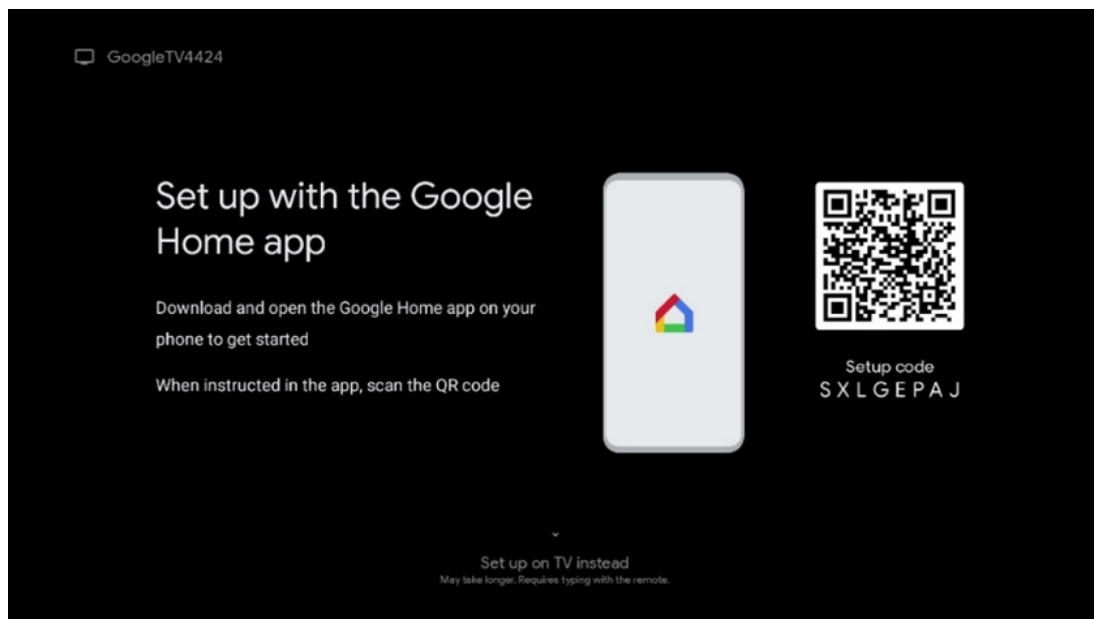 GoogleTV4424
Set up with the Google
Home app
Download and open the Google Home app on your
phone to get started
When instructed in the app, scan the QR code
Setup code
SXLGEPAJ
Set up on TV instead
May take longer. Requires typing with the remote.